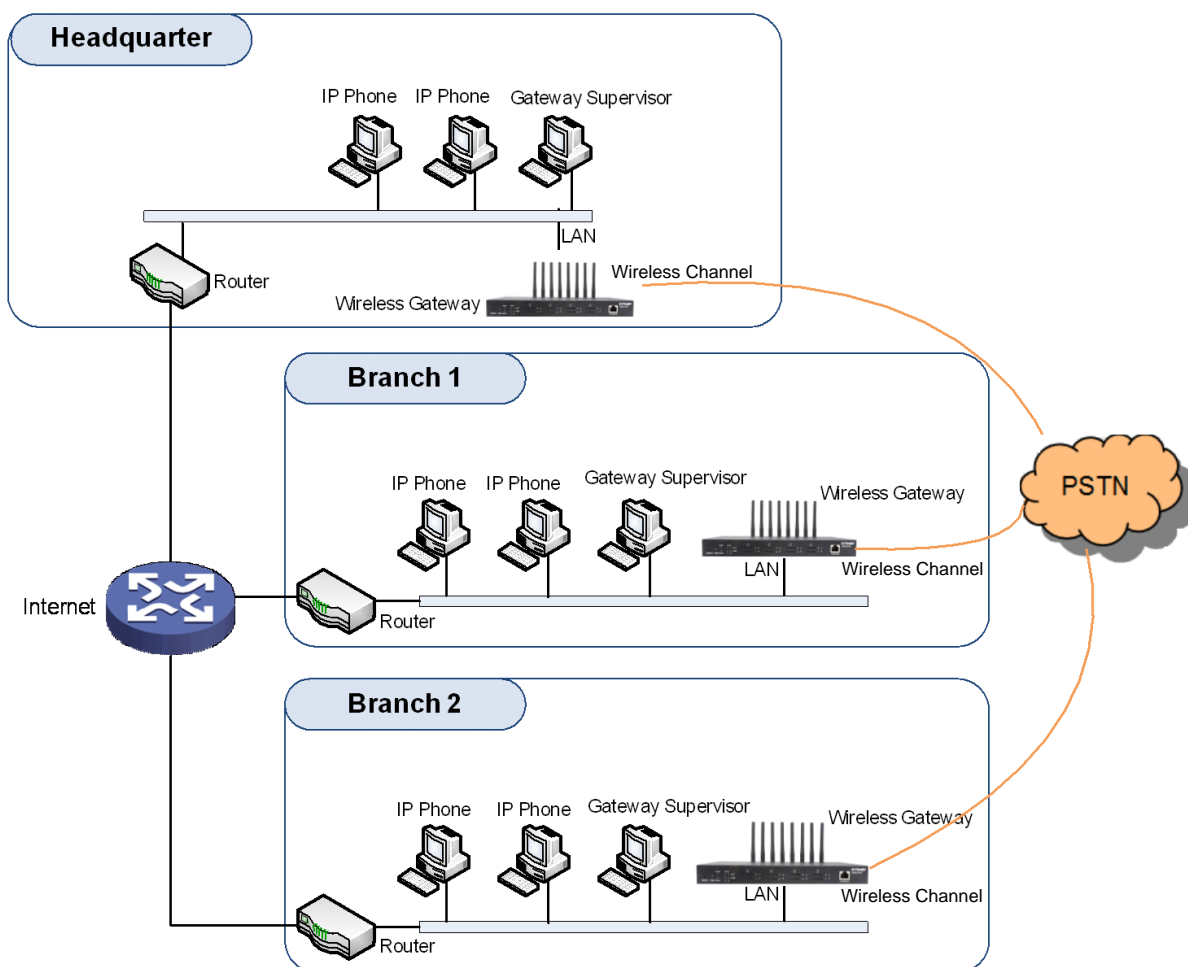 Headquarter
IP Phone
IP Phone
Gateway Supervisor
LAN
Router
Wireless Channel
Wireless Gateway
Branch 1
IP Phone
IP Phone
Gateway Supervisor
Wireless Gateway
PSTN
LAN
Wireless Channel
Internet
Router
Branch 2
IP Phone
IP Phone
Gateway Supervisor
Wireless Gateway
LAN
Wireless Channel
Router